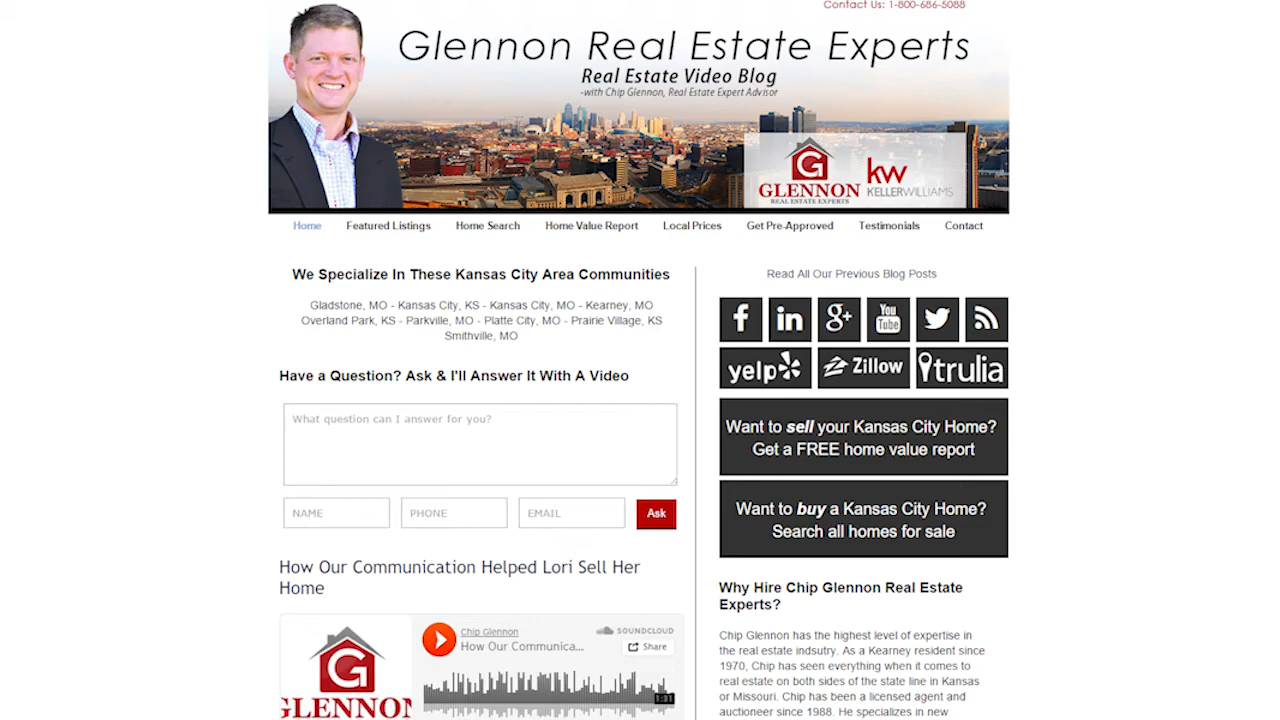 Contact Us: 1-800-686-5088
Glennon Real Estate Experts
Real Estate Video Blog
-with Chip Glennon, Real Estate Expert Advisor
G
GLENNON
REAL ESTATE EXPERTS
kw
KELLERWILLIAMS
Home Featured Listings Home Search Home Value Report Local Prices Get Pre-Approved Testimonials Contact
We Specialize In These Kansas City Area Communities
Gladstone, MO - Kansas City, KS - Kansas City, MO - Kearney, MO
Overland Park, KS - Parkville, MO - Platte City, MO - Prairie Village, KS
Smithville, MO
Have a Question? Ask & I'll Answer It With A Video
What question can I answer for you?
NAME PHONE EMAIL Ask
How Our Communication Helped Lori Sell Her
Home
G
GLENNON
Chip Glennon
SOUNDCLOUD
How Our Communica...
Share
1:31
Read All Our Previous Blog Posts
f in g+ You Tube
yelp Zillow trulia
Want to sell your Kansas City Home?
Get a FREE home value report
Want to buy a Kansas City Home?
Search all homes for sale
Why Hire Chip Glennon Real Estate
Experts?
Chip Glennon has the highest level of expertise in
the real estate indsutry. As a Kearney resident since
1970, Chip has seen everything when it comes to
real estate on both sides of the state line in Kansas
or Missouri. Chip has been a licensed agent and
auctioneer since 1988. He specializes in new